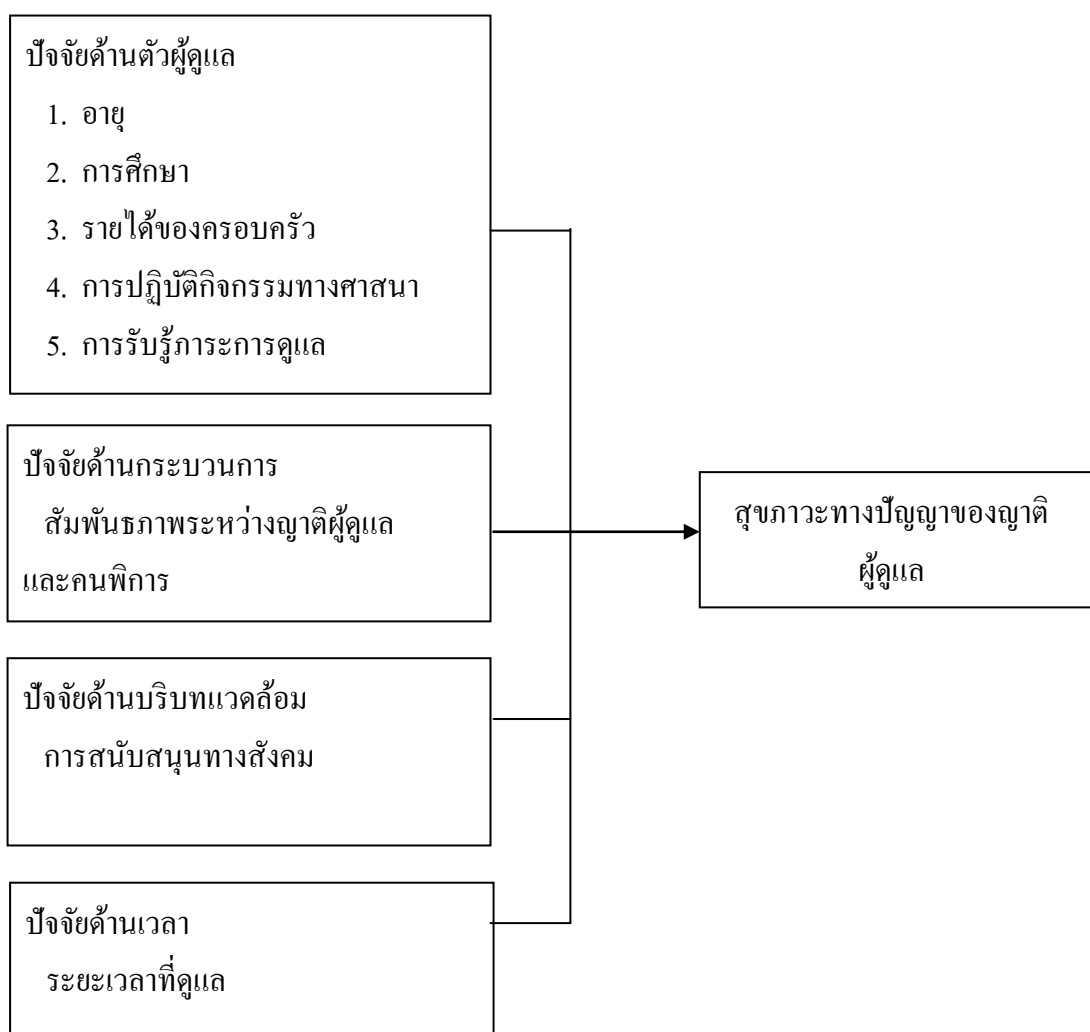 ปัจจัยด้านตัวผู้ดูแล
1. อายุ
2. การศึกษา
3. รายได้ของครอบครัว
4. การปฏิบัติกิจกรรมทางศาสนา
5. การรับรู้ภาระการดูแล
ปัจจัยด้านกระบวนการ
สัมพันธภาพระหว่างญาติผู้ดูแล
และคนพิการ
สุขภาวะทางปัญญาของญาติ
ผู้ดูแล
ปัจจัยด้านบริบทแวดล้อม
การสนับสนุนทางสังคม
ปัจจัยด้านเวลา
ระยะเวลาที่ดูแล